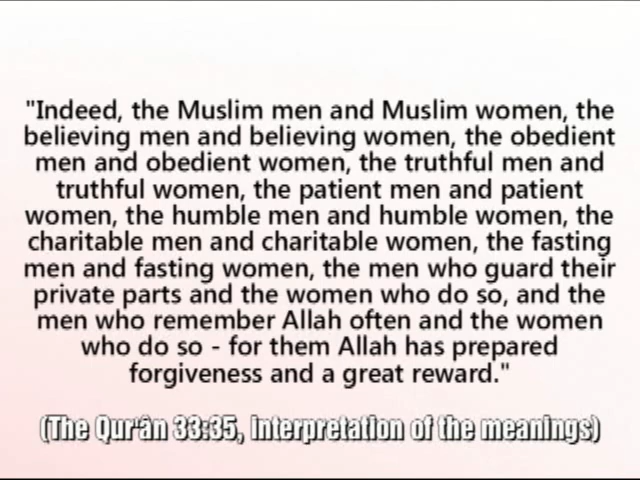 "Indeed, the Muslim men and Muslim women, the
believing men and believing women, the obedient
men and obedient women, the truthful men and
truthful women, the patient men and patient
women, the humble men and humble women, the
charitable men and charitable women, the fasting
men and fasting women, the men who guard their
private parts and the women who do so, and the
men who remember Allah often and the women
who do so - for them Allah has prepared
forgiveness and a great reward."
(The Qur'ân 33:35, interpretation of the meanings)